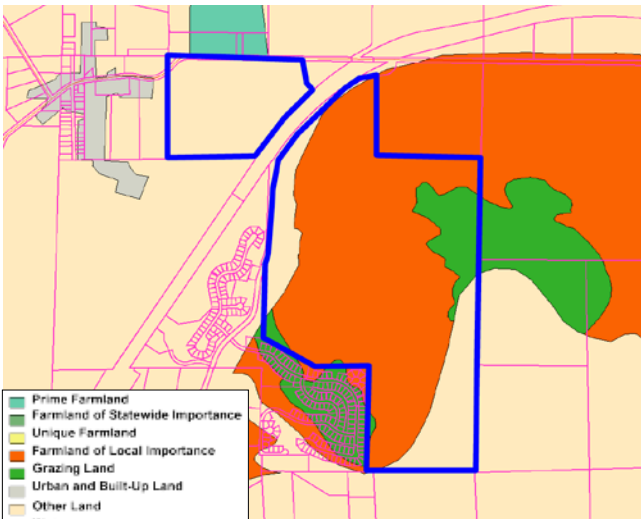 Prime Farmland
Farmland of Statewide Importance
Unique Farmland
Farmland of Local Importance
Grazing Land
Urban and Built-Up Land
Other Land